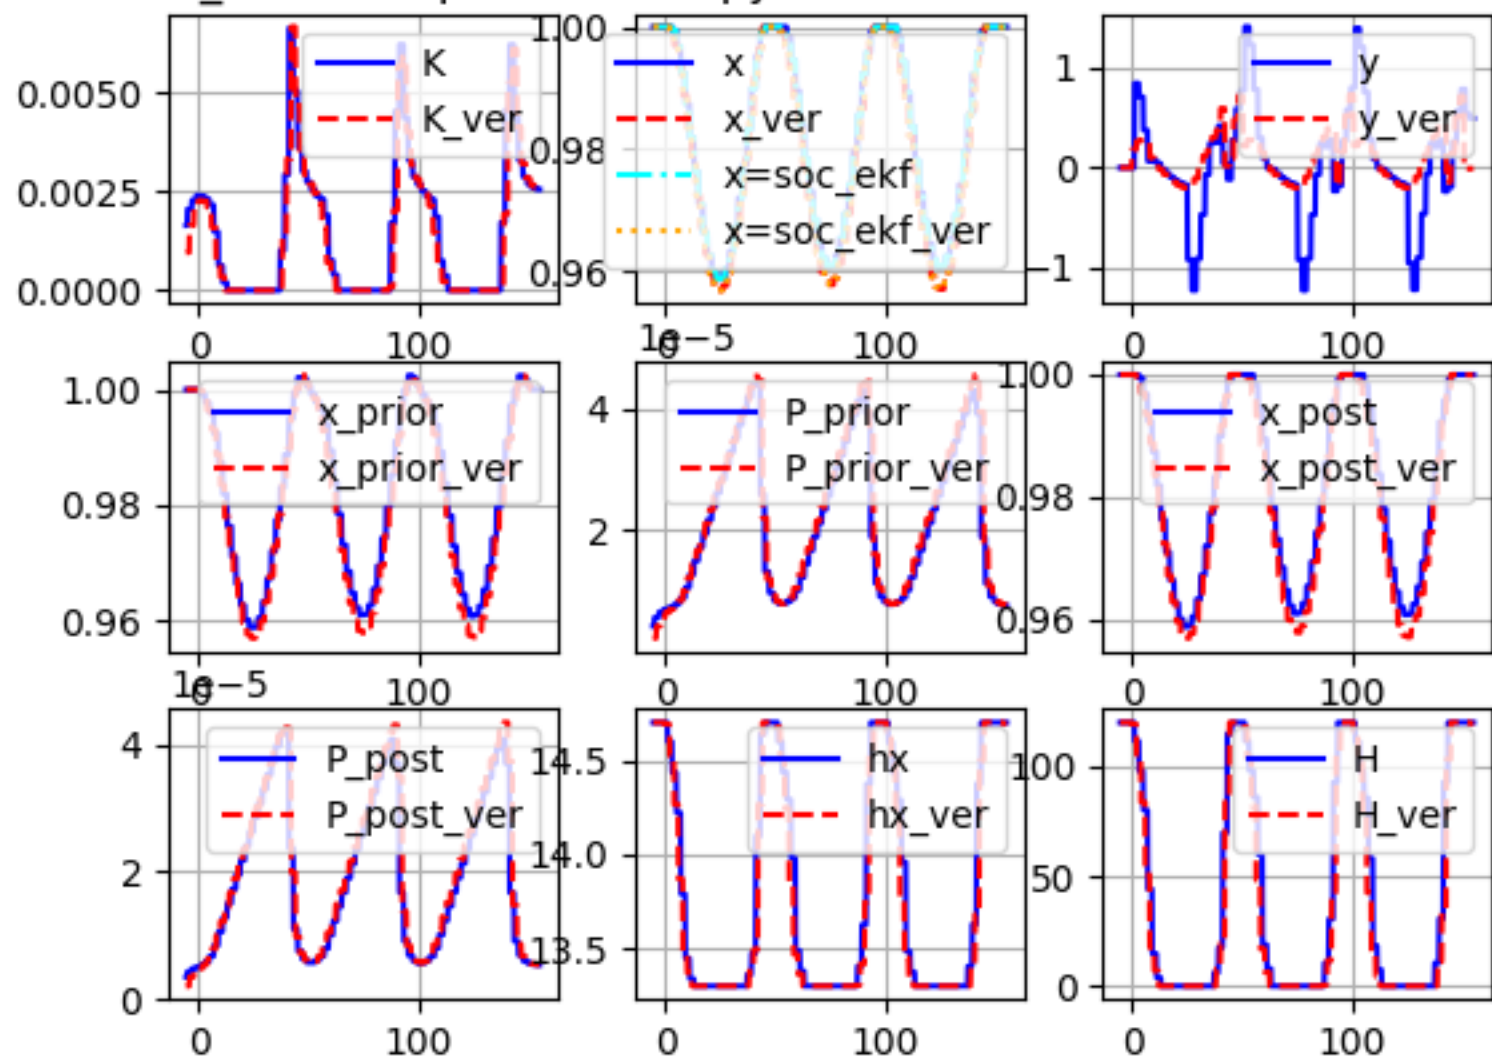 K
K_ver
0.0050
0.0025
0.0000
0 100
1.00
0.98
0.96
x
x_ver
x=soc_ekf
x=soc_ekf_ver
0 100
1
0
−1
y
y_ver
0 100
1.00
0.98
0.96
x_prior
x_prior_ver
0 100
1e−5
4
2
P_prior
P_prior_ver
0 100
1.00
0.98
0.96
x_post
x_post_ver
0 100
1e−5
4
2
0
P_post
P_post_ver
0 100
14.5
14.0
13.5
hx
hx_ver
0 100
100
50
0
H
H_ver
0 100